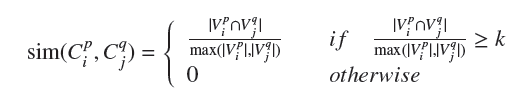 sim(C_i^p, C_j^q) = { |V_i^p∩V_j^q| / max(|V_i^p|,|V_j^q|) if |V_i^p∩V_j^q| / max(|V_i^p|,|V_j^q|) ≥ k
0 otherwise